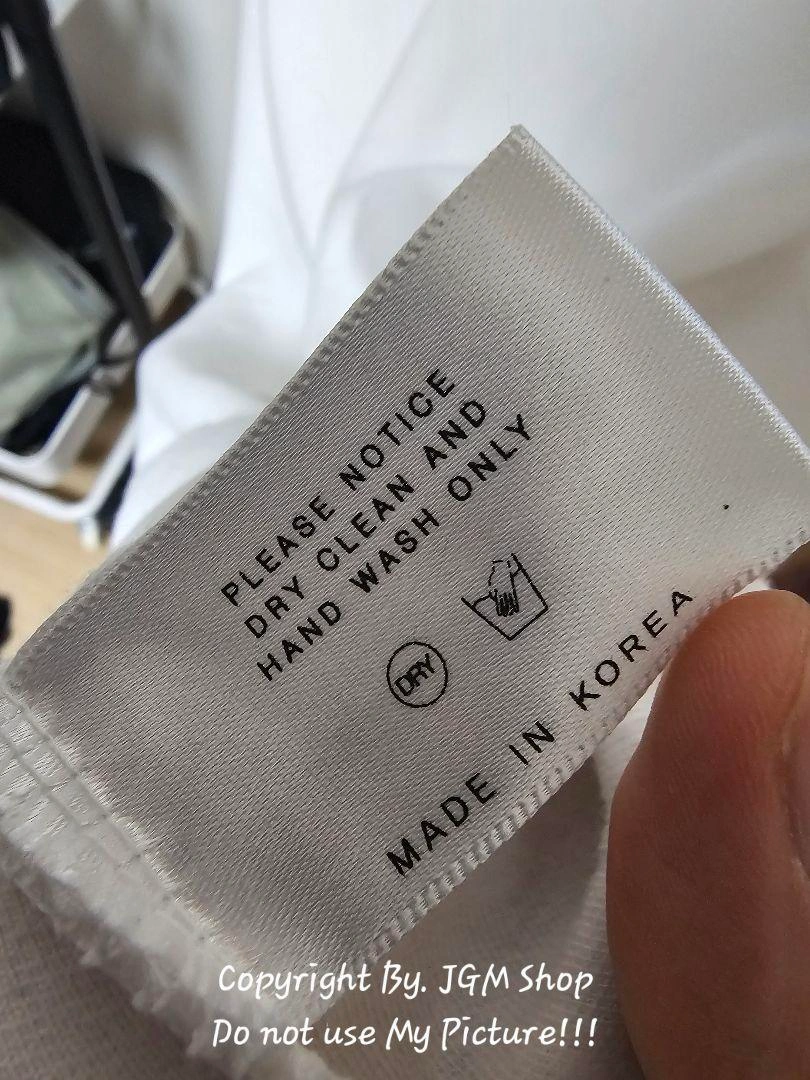 PLEASE NOTICE
DRY CLEAN AND
HAND WASH ONLY
DRY
MADE IN KOREA
Copyright By. JGM Shop
Do not use My Picture!!!